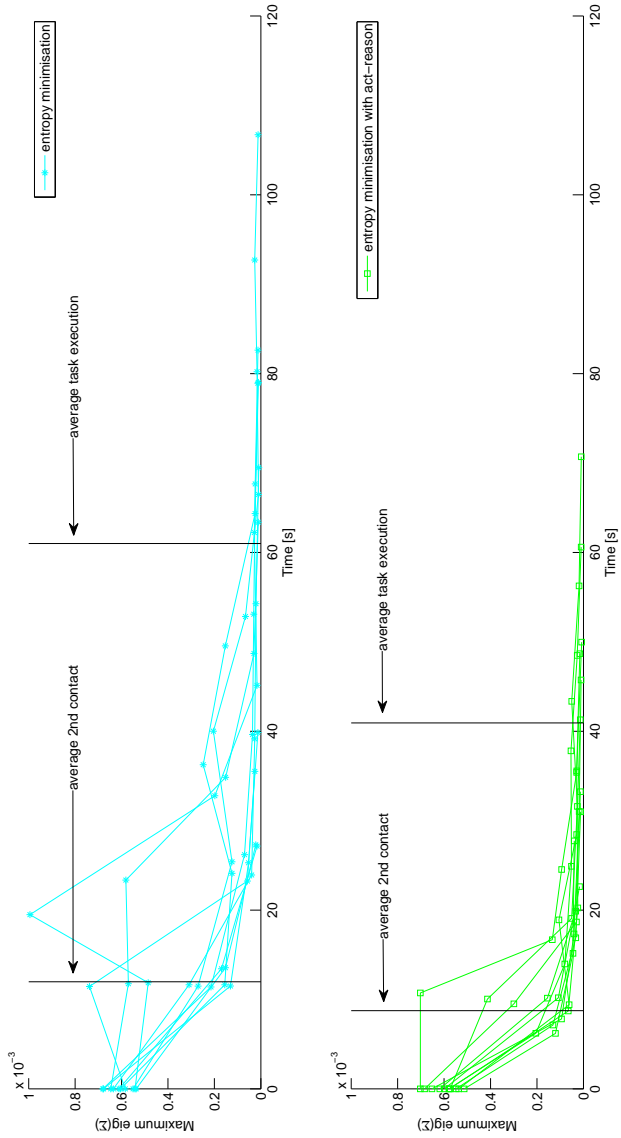 x 10⁻³
1
0.8
0.6
0.4
0.2
0
Maximum eig(Σ)
0
20
40
60
80
100
120
Time [s]
average 2nd contact
average task execution
entropy minimisation
x 10⁻³
1
0.8
0.6
0.4
0.2
0
Maximum eig(Σ)
0
20
40
60
80
100
120
Time [s]
average 2nd contact
average task execution
entropy minimisation with act−reason